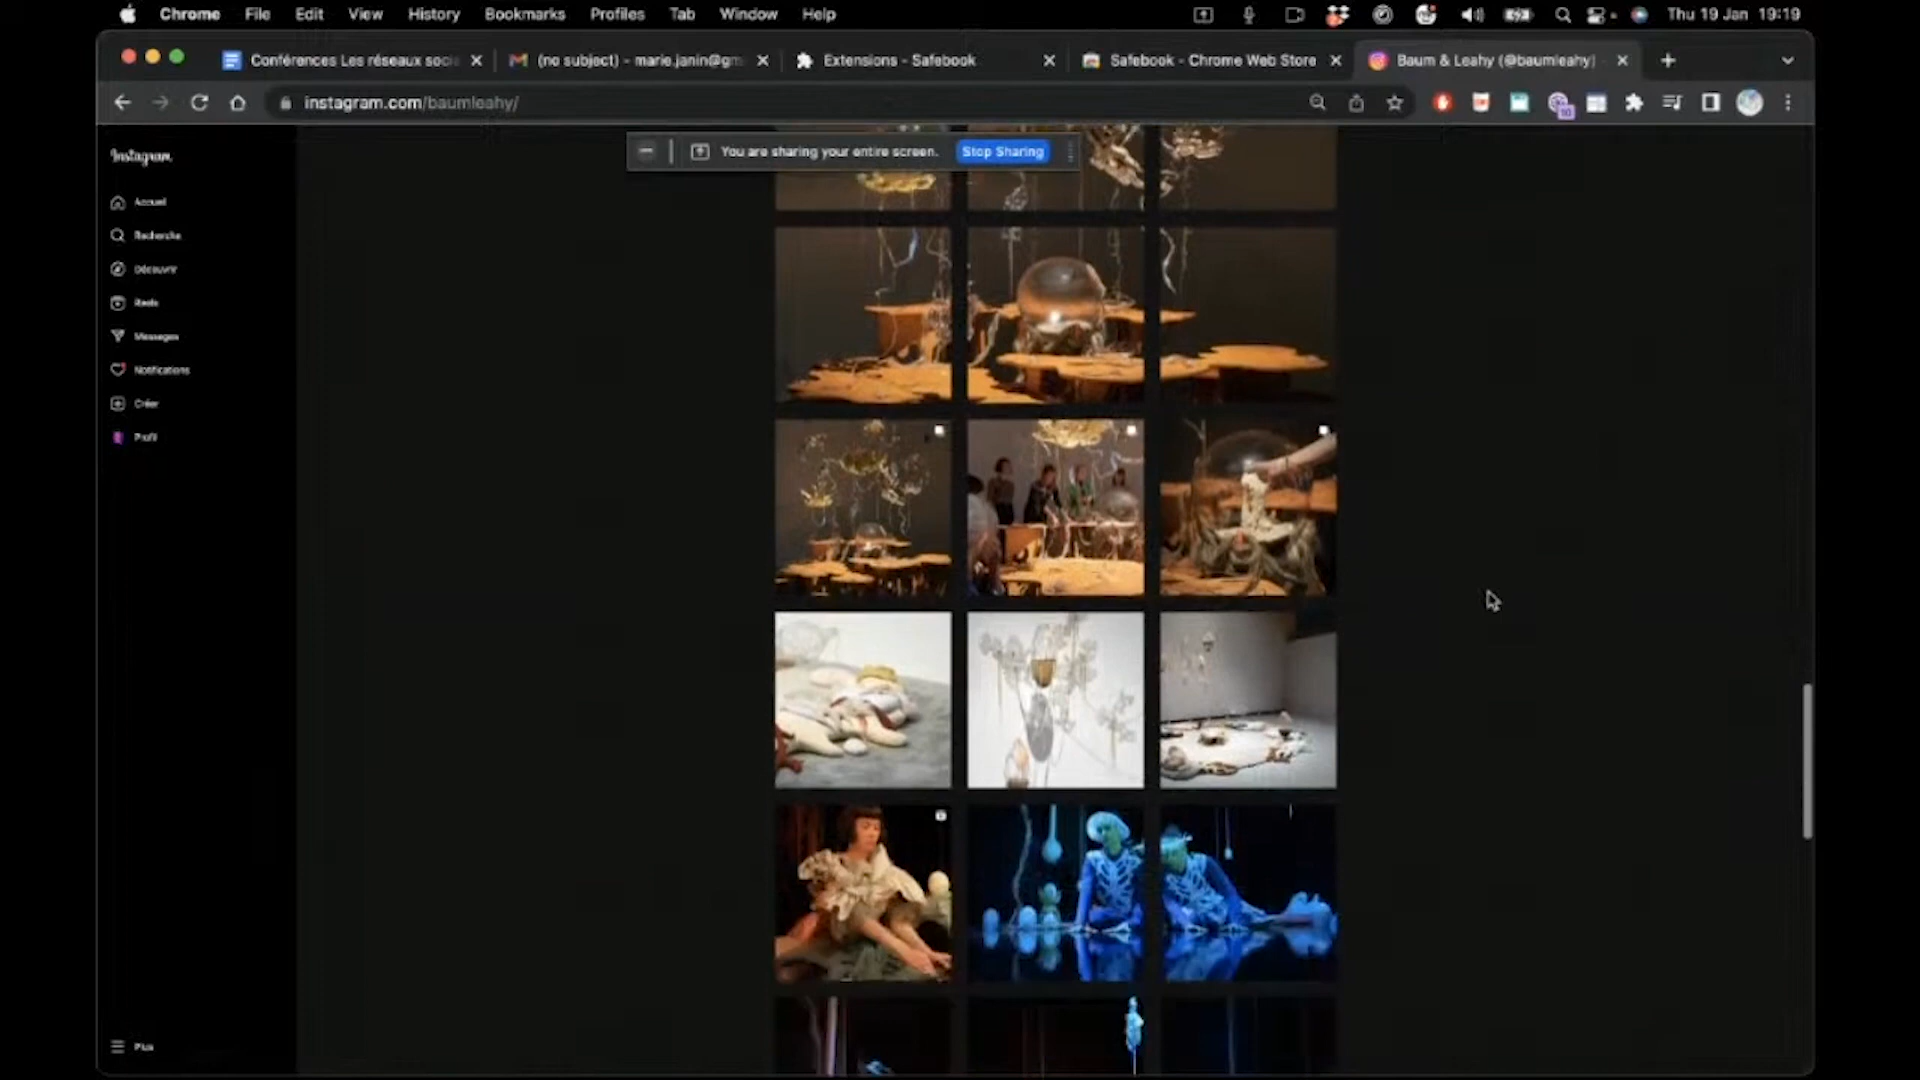 Chrome File Edit View History Bookmarks Profiles Tab Window Help Thu 19 Jan 19:19
Conférences Les réseaux soci (no subject) - marie.janin@gm Extensions - Safebook Safebook - Chrome Web Store Baum & Leahy (@baumleahy)
instagram.com/baumleahy/
You are sharing your entire screen. Stop Sharing
Instagram
Accueil
Recherche
Découvrir
Reels
Messages
Notifications
Créer
Profil
Plus